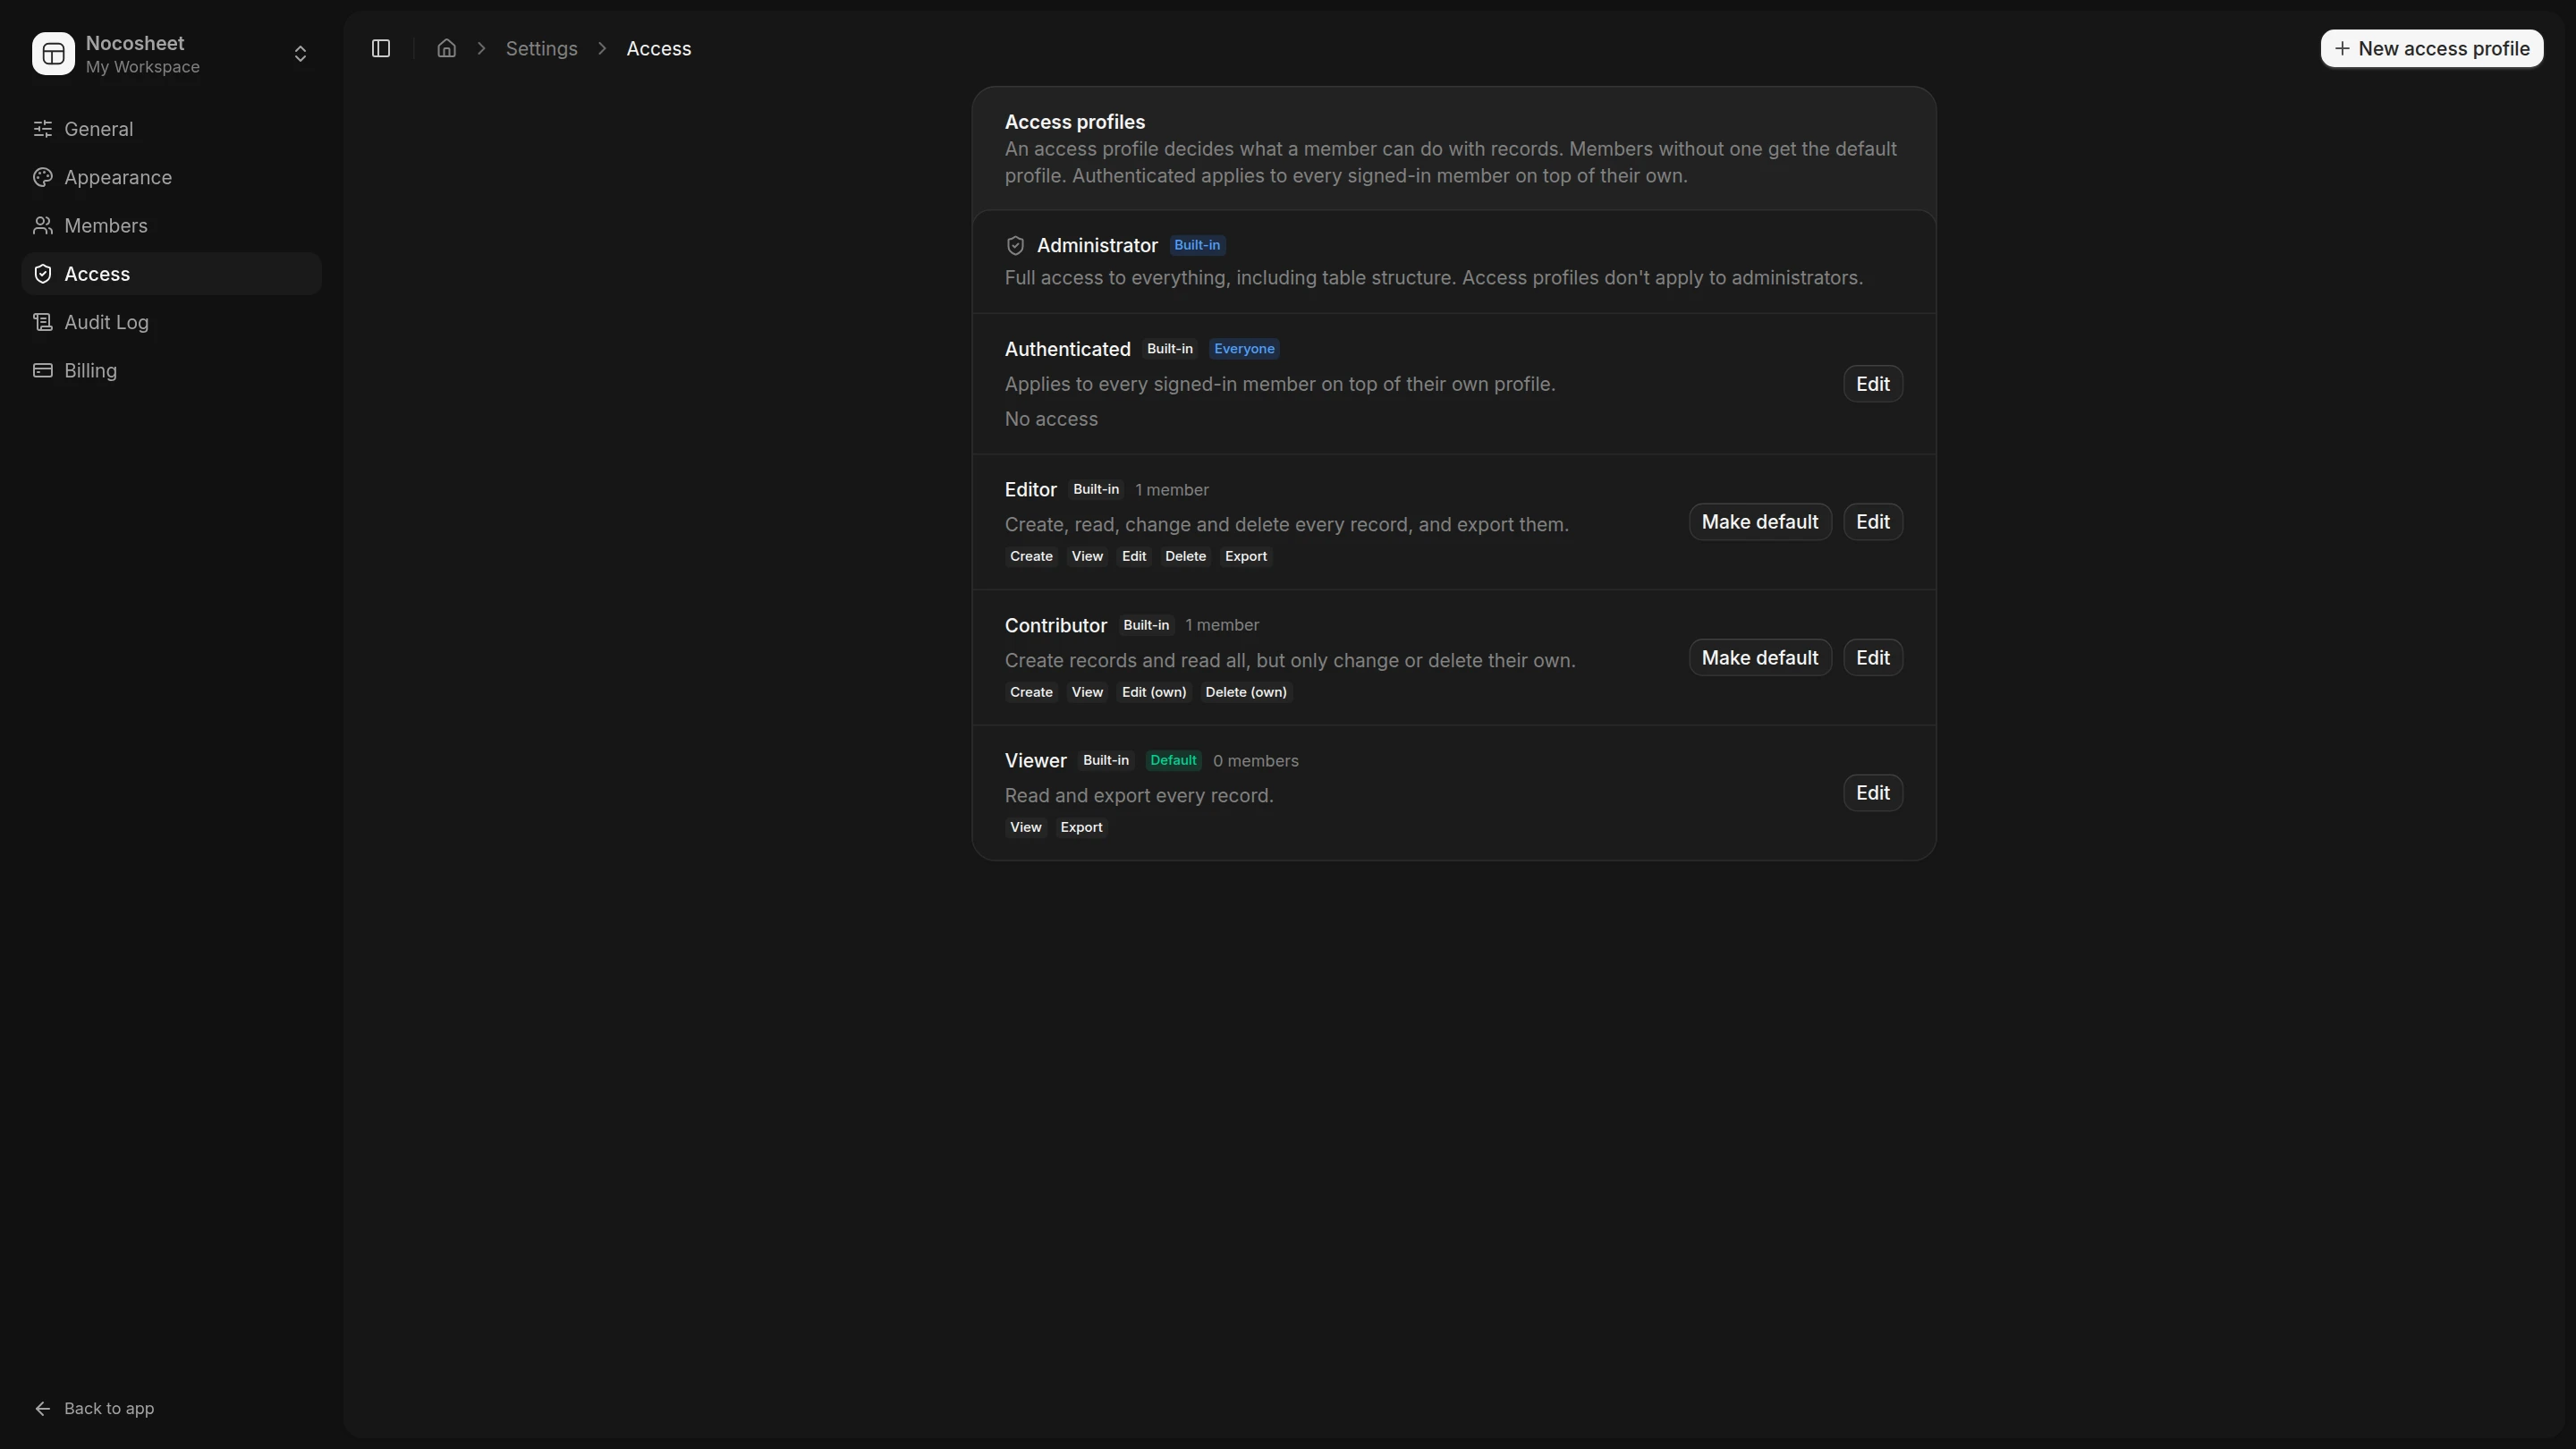 Nocosheet
My Workspace
General
Appearance
Members
Access
Audit Log
Billing
Back to app
Settings
Access
New access profile
Access profiles
An access profile decides what a member can do with records. Members without one get the default
profile. Authenticated applies to every signed-in member on top of their own.
Administrator Built-in
Full access to everything, including table structure. Access profiles don't apply to administrators.
Authenticated Built-in Everyone
Applies to every signed-in member on top of their own profile.
No access
Edit
Editor Built-in 1 member
Create, read, change and delete every record, and export them.
Create View Edit Delete Export
Make default Edit
Contributor Built-in 1 member
Create records and read all, but only change or delete their own.
Create View Edit (own) Delete (own)
Make default Edit
Viewer Built-in Default 0 members
Read and export every record.
View Export
Edit